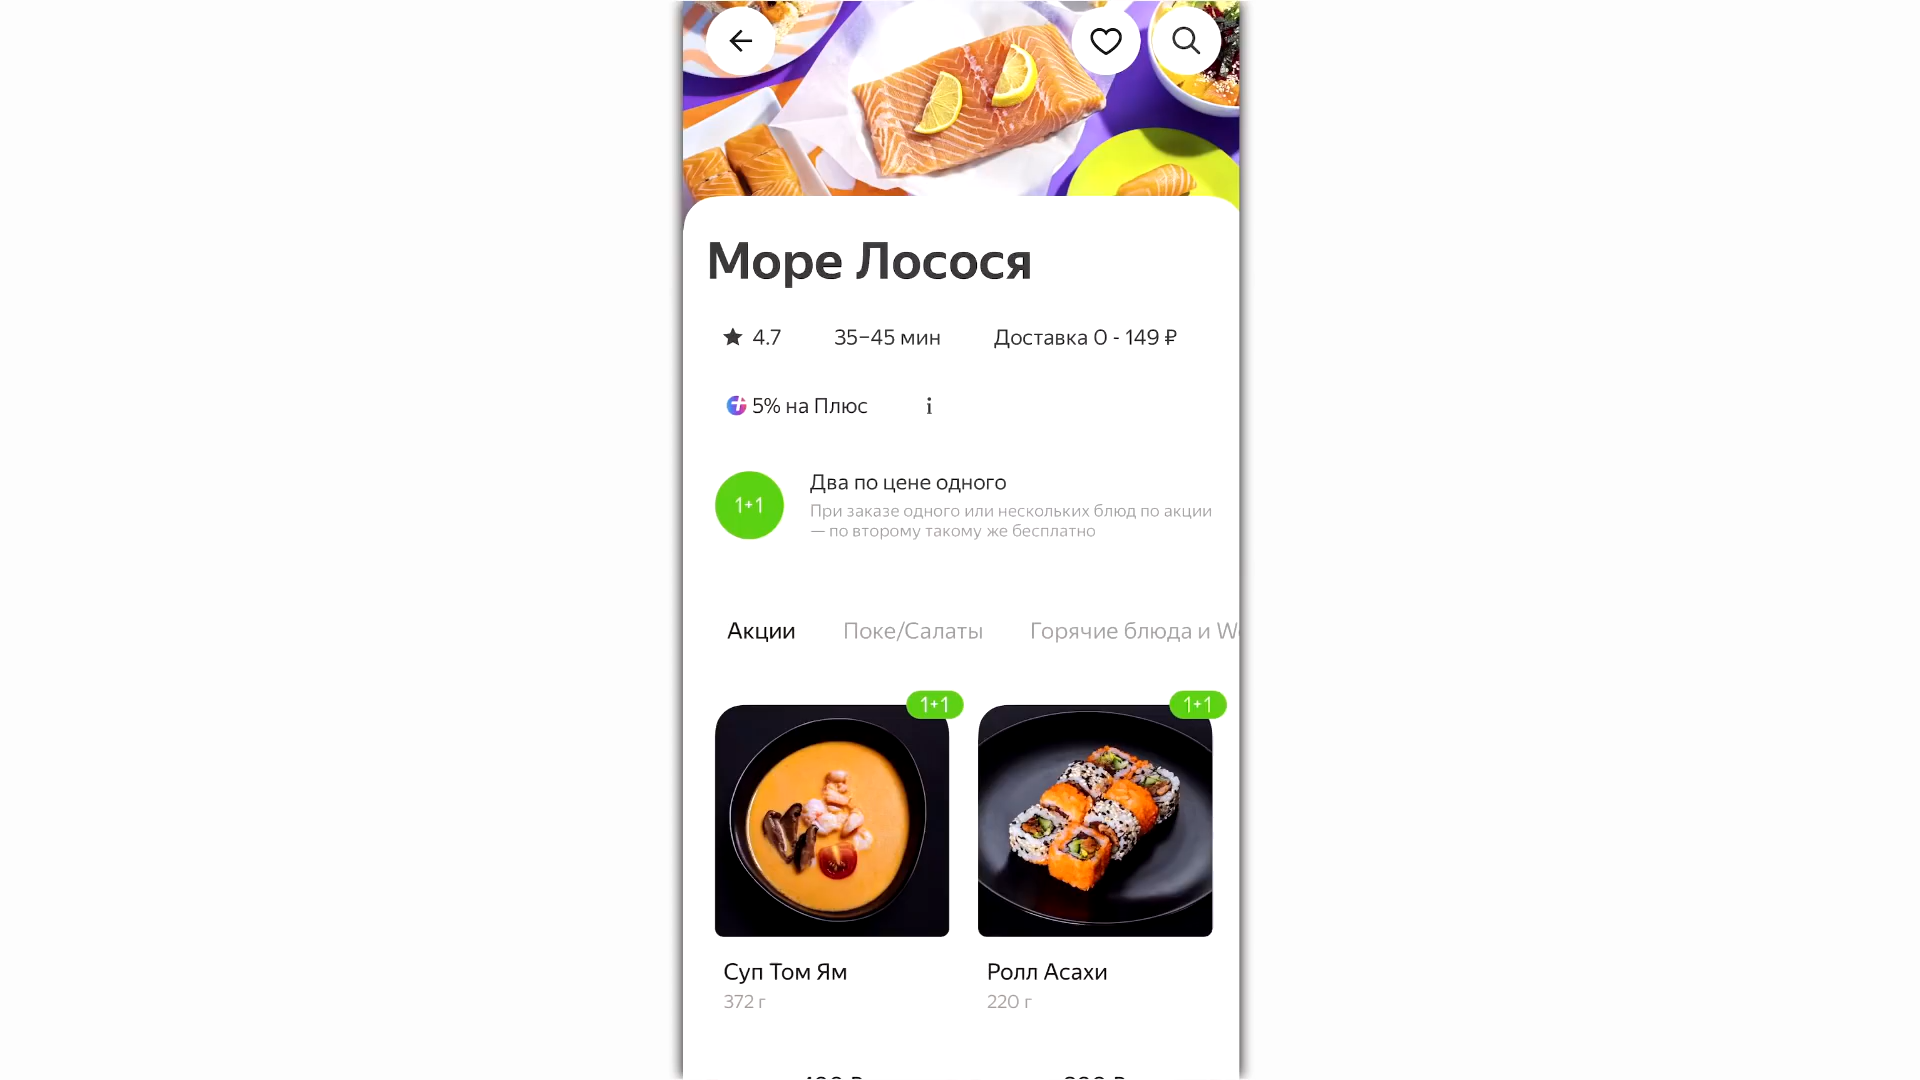 Море Лосося
4.7 35–45 мин Доставка 0 - 149 ₽
5% на Плюс i
1+1
Два по цене одного
При заказе одного или нескольких блюд по акции
— по второму такому же бесплатно
Акции Поке/Салаты Горячие блюда и
1+1 1+1
Суп Том Ям Ролл Асахи
372 г 220 г